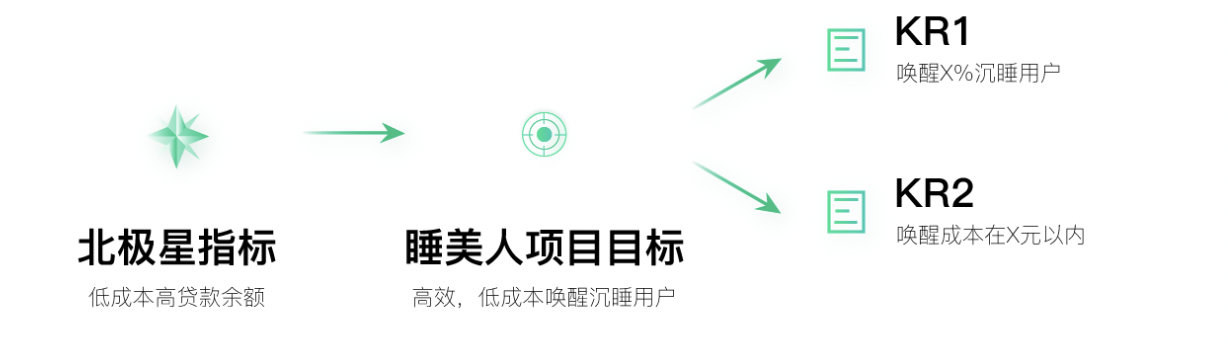 北极星指标
低成本高贷款余额
睡美人项目目标
高效，低成本唤醒沉睡用户
KR1
唤醒X%沉睡用户
KR2
唤醒成本在X元以内